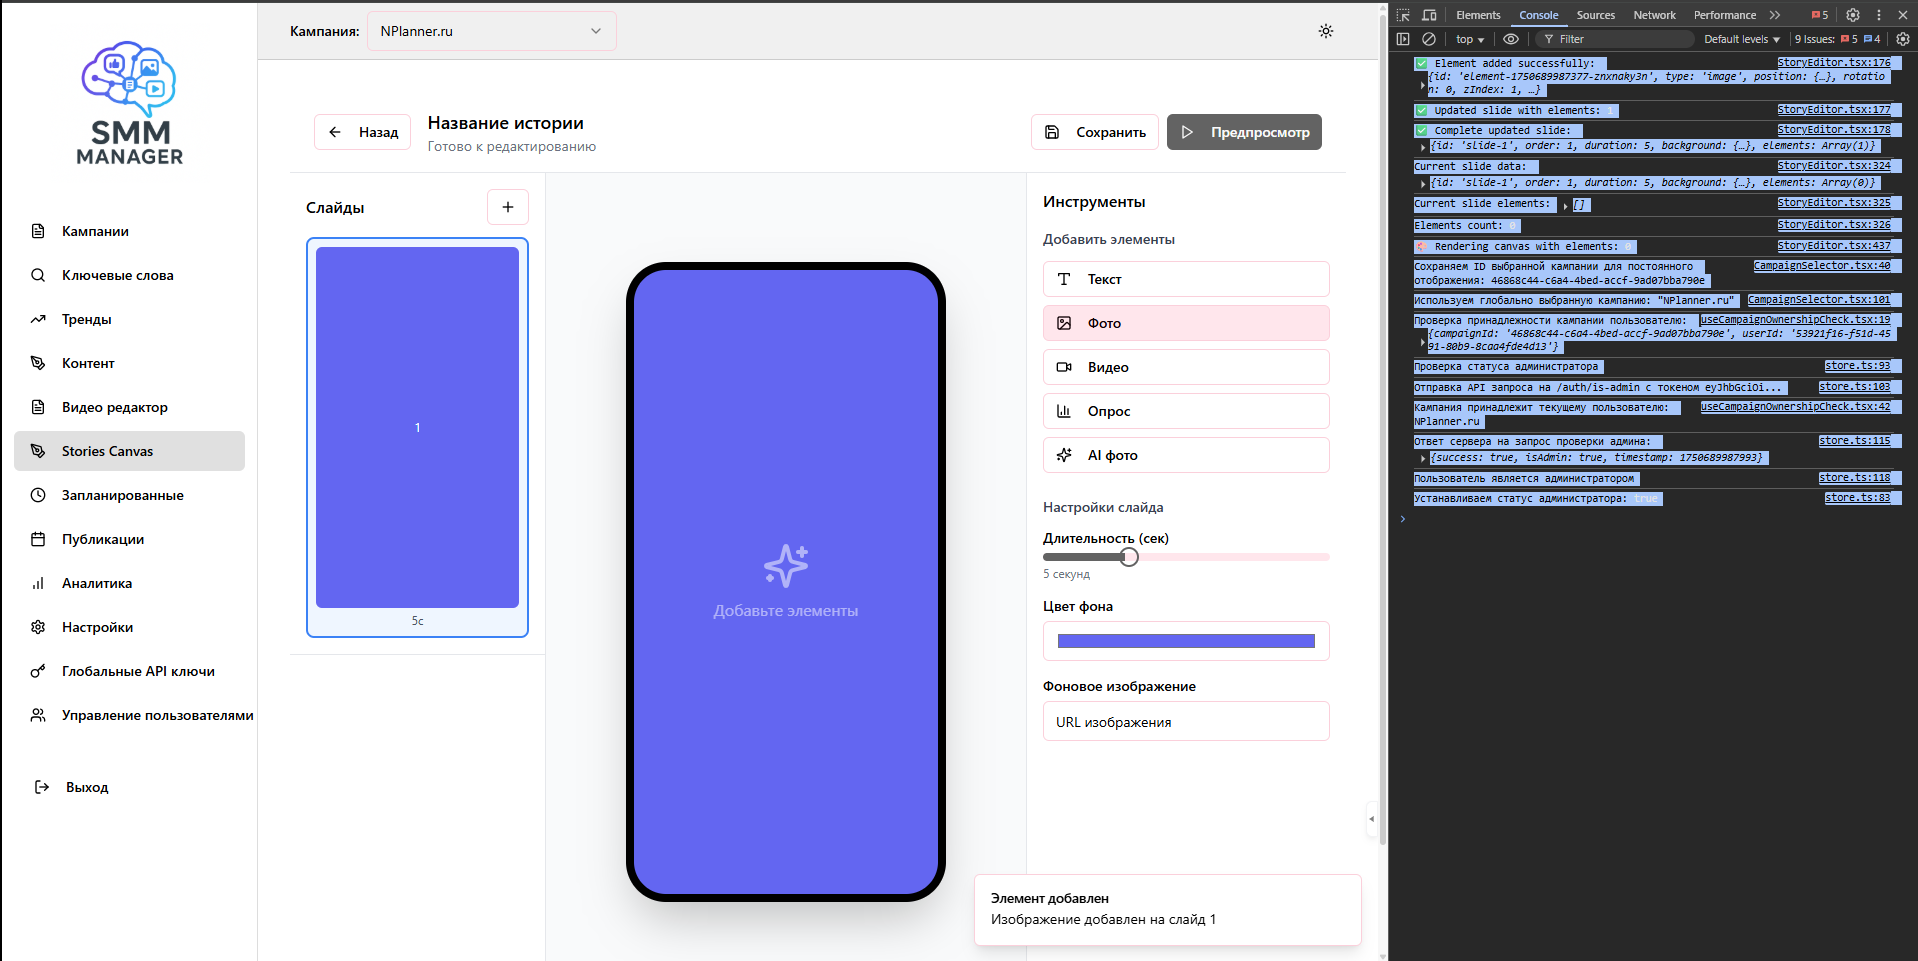 SMM
MANAGER
Кампании
Ключевые слова
Тренды
Контент
Видео редактор
Stories Canvas
Запланированные
Публикации
Аналитика
Настройки
Глобальные API ключи
Управление пользователями
Выход
Кампания:
NPlanner.ru
Назад
Название истории
Готово к редактированию
Сохранить
Предпросмотр
Слайды
+
1
5с
Добавьте элементы
Инструменты
Добавить элементы
Текст
Фото
Видео
Опрос
AI фото
Настройки слайда
Длительность (сек)
5 секунд
Цвет фона
Фоновое изображение
URL изображения
Элемент добавлен
Изображение добавлен на слайд 1
Elements Console Sources Network Performance 5
top Filter Default levels 9 Issues: 5 4
✅ Element added successfully: StoryEditor.tsx:176
{id: 'element-1750689987377-znxnaky3n', type: 'image', position: {…}, rotatio
n: 0, zIndex: 1, …}
✅ Updated slide with elements: StoryEditor.tsx:177
✅ Complete updated slide: StoryEditor.tsx:178
{id: 'slide-1', order: 1, duration: 5, background: {…}, elements: Array(1)}
Current slide data: StoryEditor.tsx:324
{id: 'slide-1', order: 1, duration: 5, background: {…}, elements: Array(0)}
Current slide elements: [] StoryEditor.tsx:325
Elements count: 0 StoryEditor.tsx:326
🎨 Rendering canvas with elements: 0 StoryEditor.tsx:437
Сохраняем ID выбранной кампании для постоянного CampaignSelector.tsx:40
отображения: 46868c44-c6a4-4bed-accf-9ad07bba790e
Используем глобально выбранную кампанию: "NPlanner.ru" CampaignSelector.tsx:101
Проверка принадлежности кампании пользователю: useCampaignOwnershipCheck.tsx:19
{campaignId: '46868c44-c6a4-4bed-accf-9ad07bba790e', userId: '53921f16-f51d-45
91-80b9-8caa4fde4d13'}
Проверка статуса администратора store.ts:93
Отправка API запроса на /auth/is-admin с токеном eyJhbGciOi... store.ts:103
Кампания принадлежит текущему пользователю: useCampaignOwnershipCheck.tsx:42
NPlanner.ru
Ответ сервера на запрос проверки админа: store.ts:115
{success: true, isAdmin: true, timestamp: 1750689987993}
Пользователь является администратором store.ts:118
Устанавливаем статус администратора: true store.ts:83